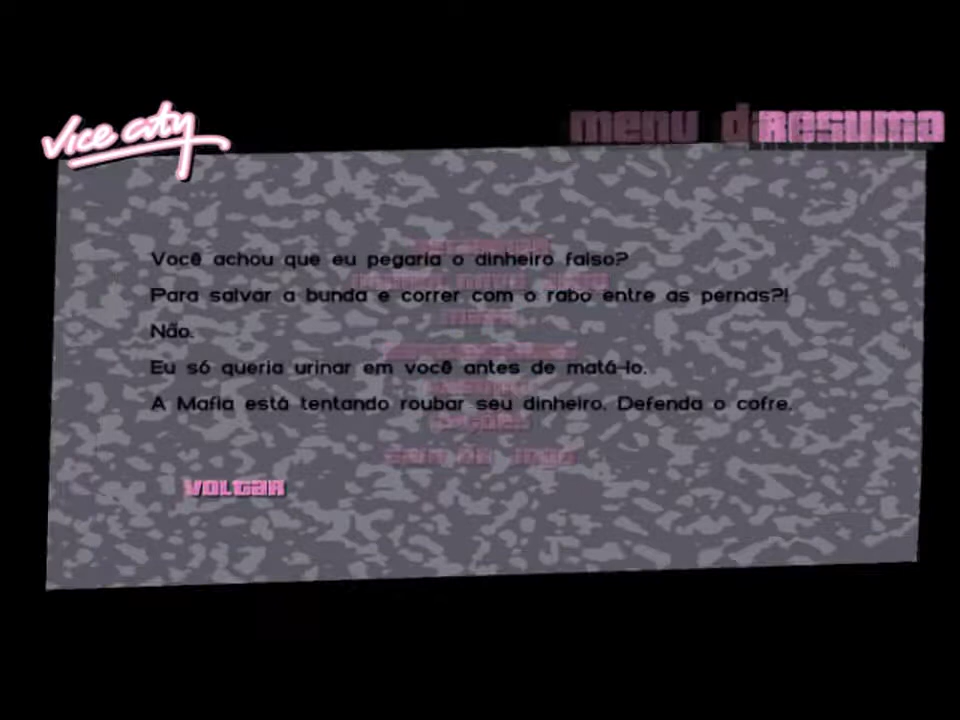 Vice City
menu d
Resuma
Você achou que eu pegaria o dinheiro falso?
Para salvar a bunda e correr com o rabo entre as pernas?!
Não.
Eu só queria urinar em você antes de matá-lo.
A Mafia está tentando roubar seu dinheiro. Defenda o cofre.
Voltar